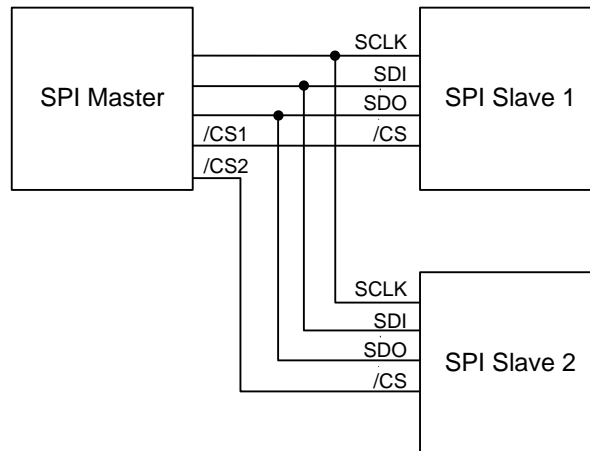 SCLK
SPI Master
SDI
SPI Slave 1
SDO
/CS1
/CS
/CS2
SCLK
SDI
SDO
SPI Slave 2
/CS